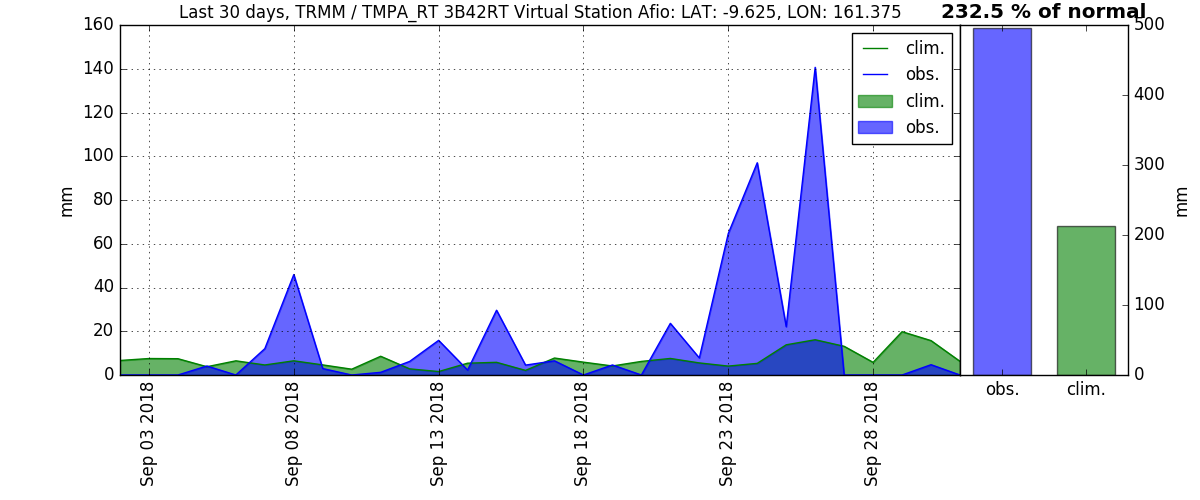 Last 30 days, TRMM / TMPA_RT 3B42RT Virtual Station Afio: LAT: -9.625, LON: 161.375
232.5 % of normal
160
140
120
100
80
60
40
20
0
mm
clim.
obs.
clim.
obs.
Sep 03 2018
Sep 08 2018
Sep 13 2018
Sep 18 2018
Sep 23 2018
Sep 28 2018
500
400
300
200
100
0
mm
obs.
clim.